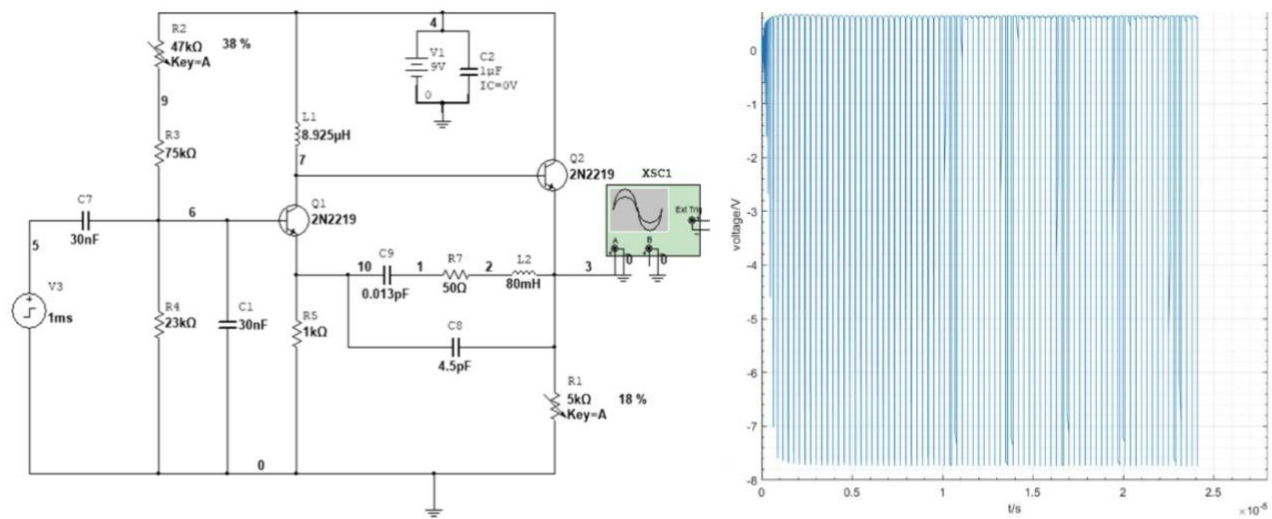 R2
47kΩ
38 %
Key=A
9
R3
75kΩ
C7
30nF
5
V3
1ms
6
R4
23kΩ
C1
30nF
0
L1
8.925µH
7
Q1
2N2219
R5
1kΩ
4
V1
9V
0
C2
1µF
IC=0V
10
C9
0.013pF
1
R7
50Ω
2
L2
80mH
3
C8
4.5pF
Q2
2N2219
XSC1
Ext Trig
A
B
0
0
R1
5kΩ
18 %
Key=A
0
-1
-2
-3
-4
-5
-6
-7
-8
voltage/V
0
0.5
1
1.5
2
2.5
t/s